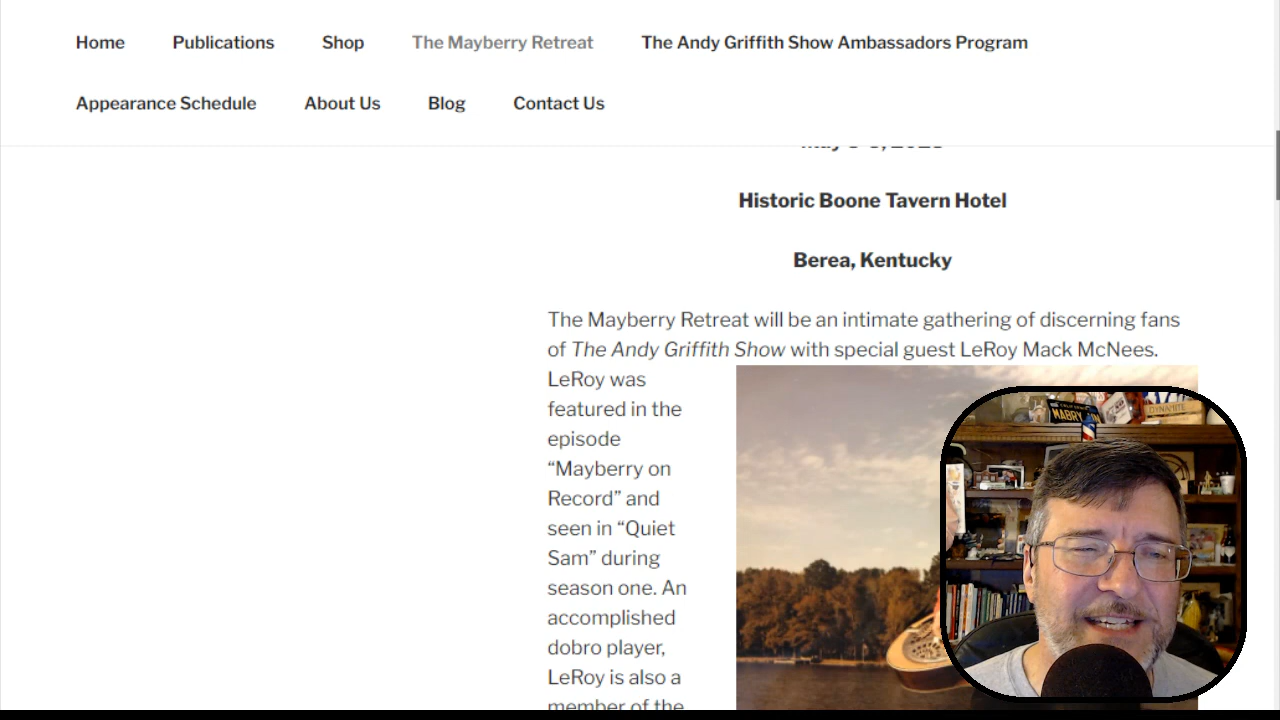 Home Publications Shop The Mayberry Retreat The Andy Griffith Show Ambassadors Program
Appearance Schedule About Us Blog Contact Us
Historic Boone Tavern Hotel
Berea, Kentucky
The Mayberry Retreat will be an intimate gathering of discerning fans
of The Andy Griffith Show with special guest LeRoy Mack McNees.
LeRoy was
featured in the
episode
“Mayberry on
Record” and
seen in “Quiet
Sam” during
season one. An
accomplished
dobro player,
LeRoy is also a
member of the
DYNAMITE